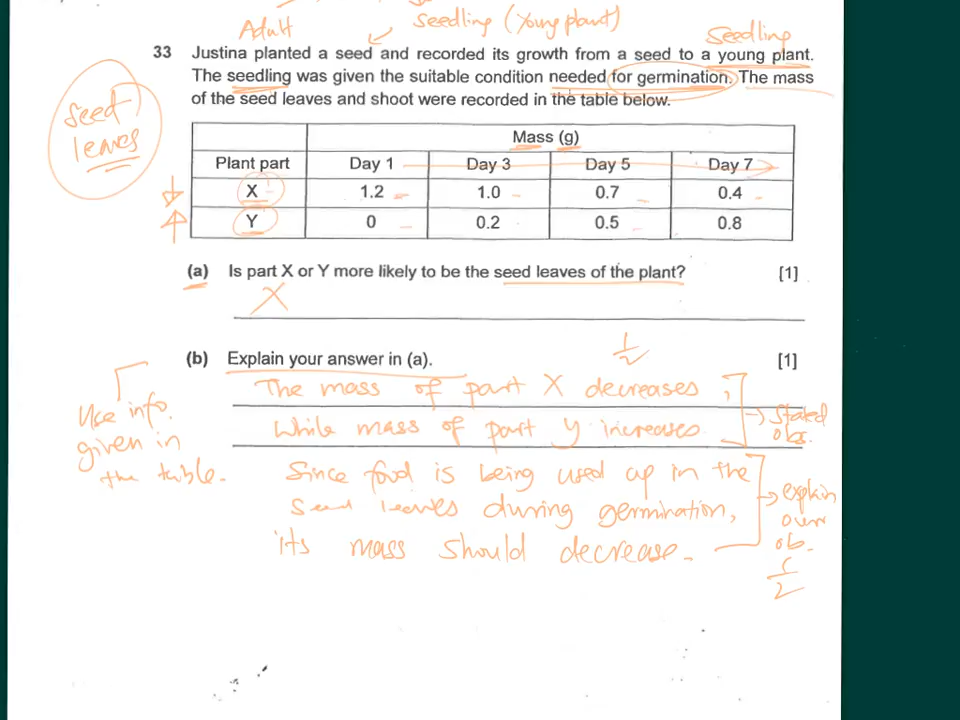 Adult
Seedling (Young plant)
Seedling
33 Justina planted a seed and recorded its growth from a seed to a young plant.
The seedling was given the suitable condition needed for germination. The mass
of the seed leaves and shoot were recorded in the table below.
Seed
leaves
Mass (g)
Plant part Day 1 Day 3 Day 5 Day 7
X 1.2 1.0 0.7 0.4
Y 0 0.2 0.5 0.8
(a) Is part X or Y more likely to be the seed leaves of the plant? [1]
X
(b) Explain your answer in (a). [1]
1/2
The mass of part X decreases,
while mass of part Y increases
→ stated
ob.
Use info.
given in
the table.
Since food is being used up in the
seed leaves during germination,
its mass should decrease.
→ explain
ob.
1/2